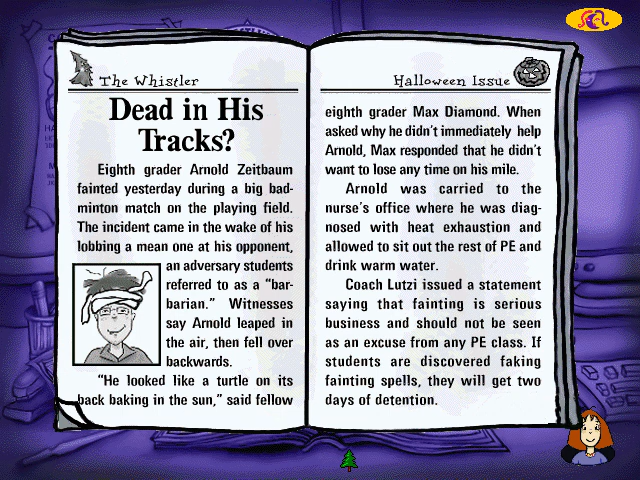 The Whistler
Dead in His
Tracks?
Eighth grader Arnold Zeitbaum
fainted yesterday during a big bad-
minton match on the playing field.
The incident came in the wake of his
lobbing a mean one at his opponent,
an adversary students
referred to as a “bar-
barian.” Witnesses
say Arnold leaped in
the air, then fell over
backwards.
“He looked like a turtle on its
back baking in the sun,” said fellow
Halloween Issue
eighth grader Max Diamond. When
asked why he didn't immediately help
Arnold, Max responded that he didn't
want to lose any time on his mile.
Arnold was carried to the
nurse's office where he was diag-
nosed with heat exhaustion and
allowed to sit out the rest of PE and
drink warm water.
Coach Lutzi issued a statement
saying that fainting is serious
business and should not be seen
as an excuse from any PE class. If
students are discovered faking
fainting spells, they will get two
days of detention.